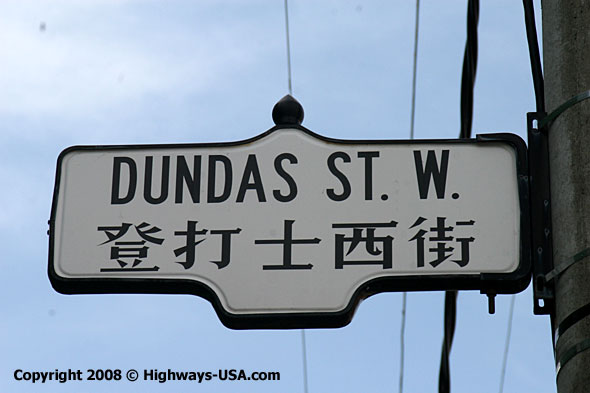 DUNDAS ST. W.
登打士西街
Copyright 2008 © Highways-USA.com